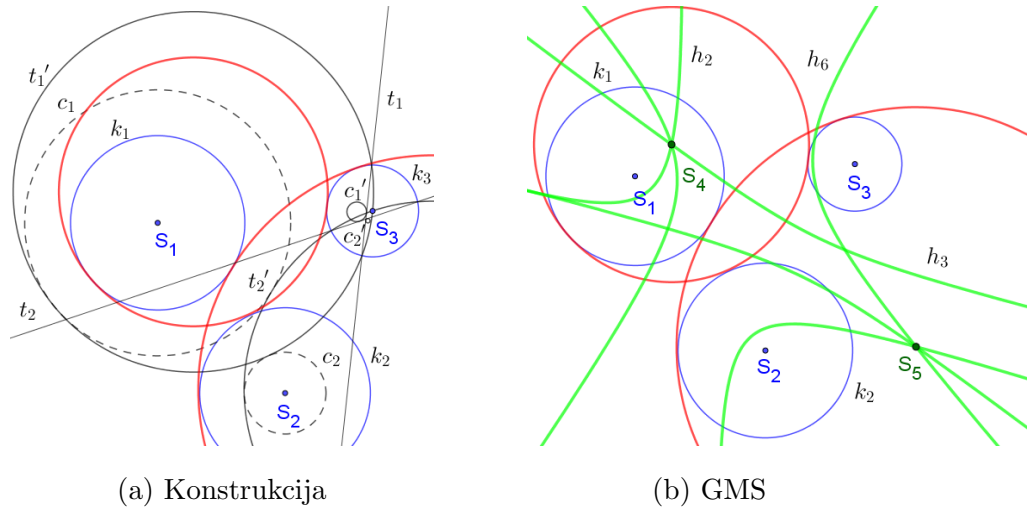 t₁′
c₁
k₁
t₁
c₁′
k₃
S₁
c₂′
S₃
t₂
t₂′
c₂
k₂
S₂
k₁
h₂
h₆
S₄
S₁
S₃
h₃
S₂
k₂
S₅
(a) Konstrukcija
(b) GMS